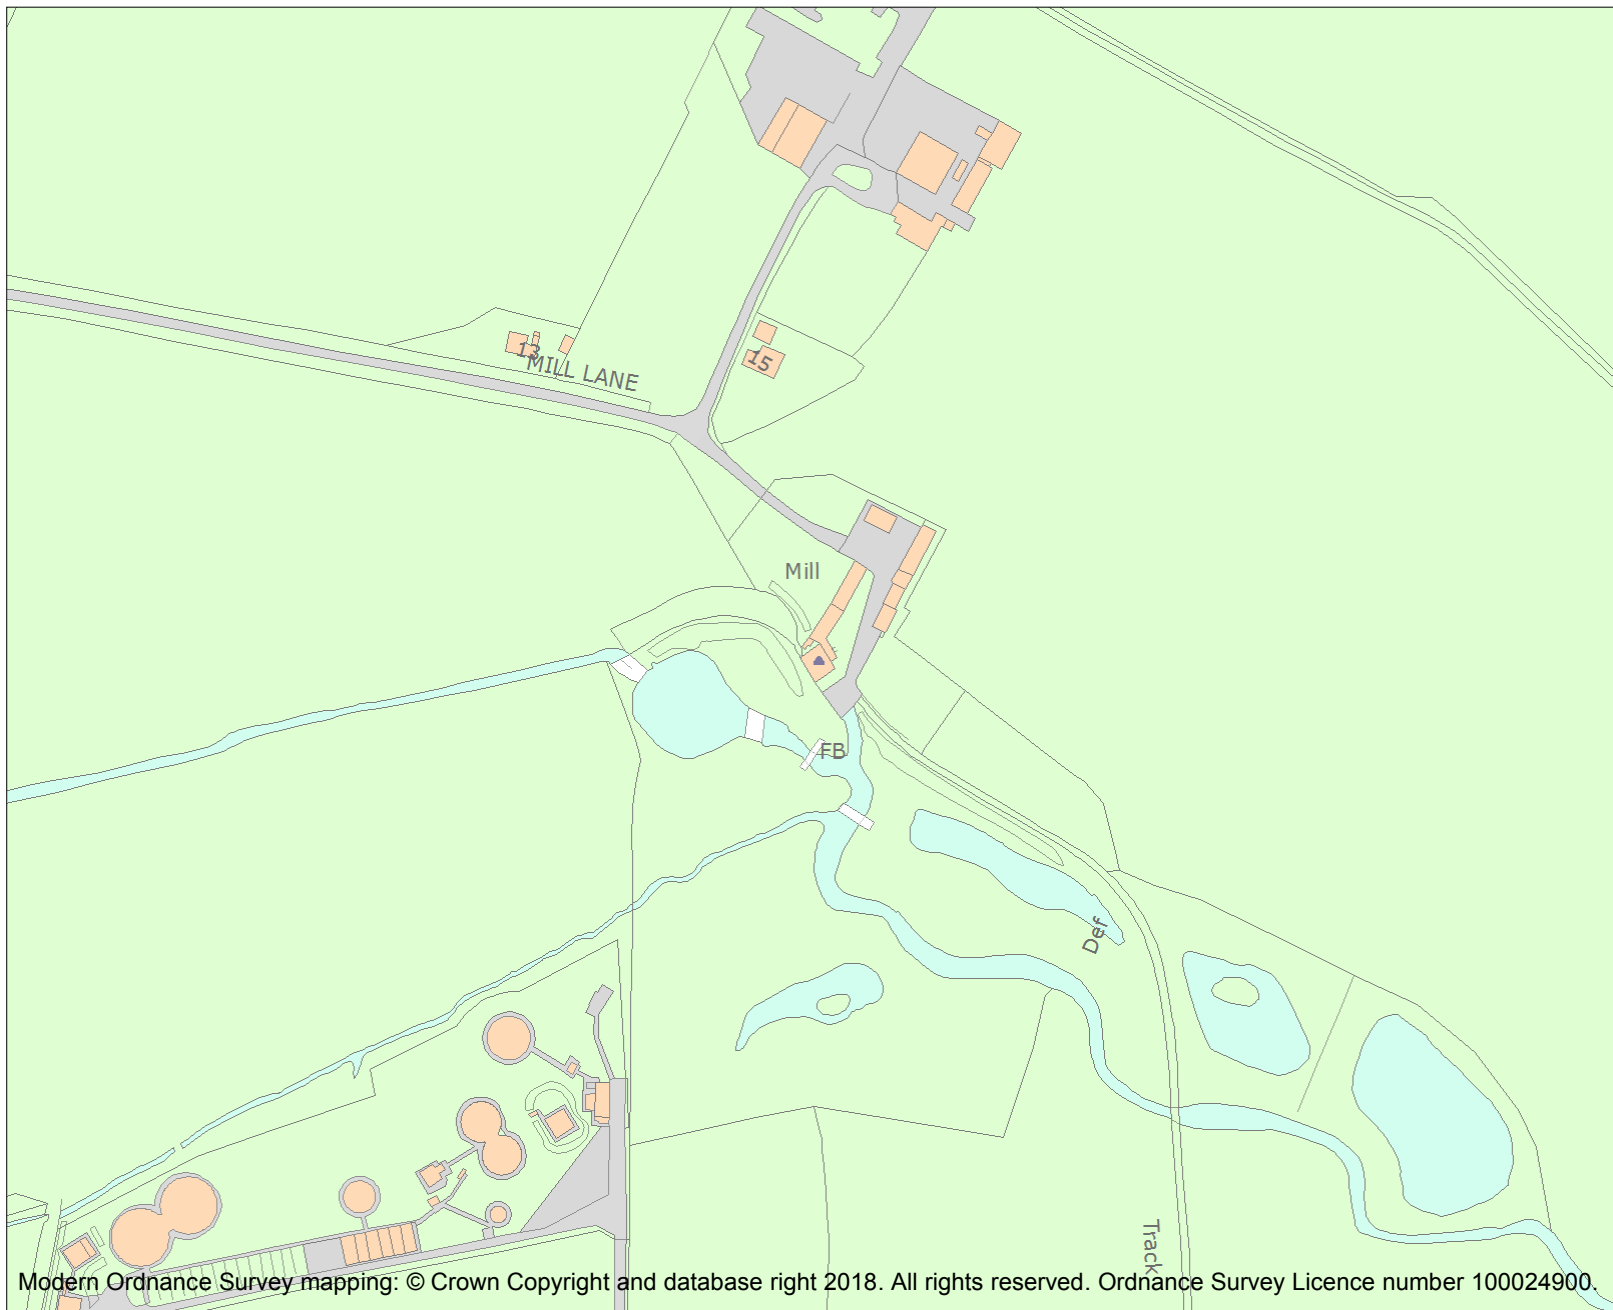 13
MILL LANE
15
Mill
FB
Def
Track
Modern Ordnance Survey mapping: © Crown Copyright and database right 2018. All rights reserved. Ordnance Survey Licence number 100024900.